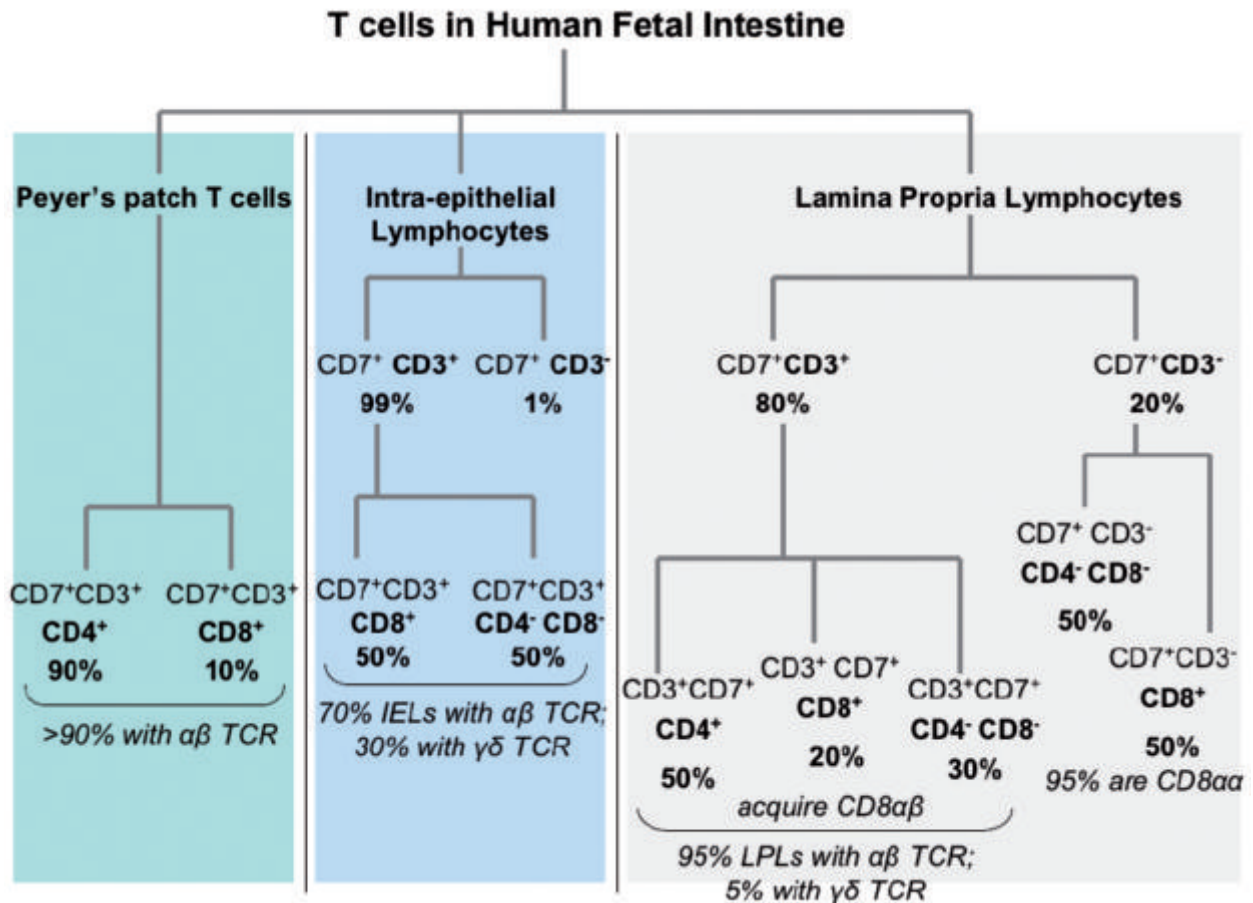 T cells in Human Fetal Intestine
Peyer's patch T cells
CD7⁺CD3⁺
CD4⁺
90%
CD7⁺CD3⁺
CD8⁺
10%
>90% with αβ TCR
Intra-epithelial
Lymphocytes
CD7⁺ CD3⁺
99%
CD7⁺ CD3⁻
1%
CD7⁺CD3⁺
CD8⁺
50%
CD7⁺CD3⁺
CD4⁻ CD8⁻
50%
70% IELs with αβ TCR;
30% with γδ TCR
Lamina Propria Lymphocytes
CD7⁺CD3⁺
80%
CD7⁺CD3⁻
20%
CD3⁺CD7⁺
CD4⁺
50%
CD3⁺ CD7⁺
CD8⁺
20%
CD3⁺CD7⁺
CD4⁻ CD8⁻
30%
acquire CD8αβ
95% LPLs with αβ TCR;
5% with γδ TCR
CD7⁺ CD3⁻
CD4⁻ CD8⁻
50%
CD7⁺CD3⁻
CD8⁺
50%
95% are CD8αα